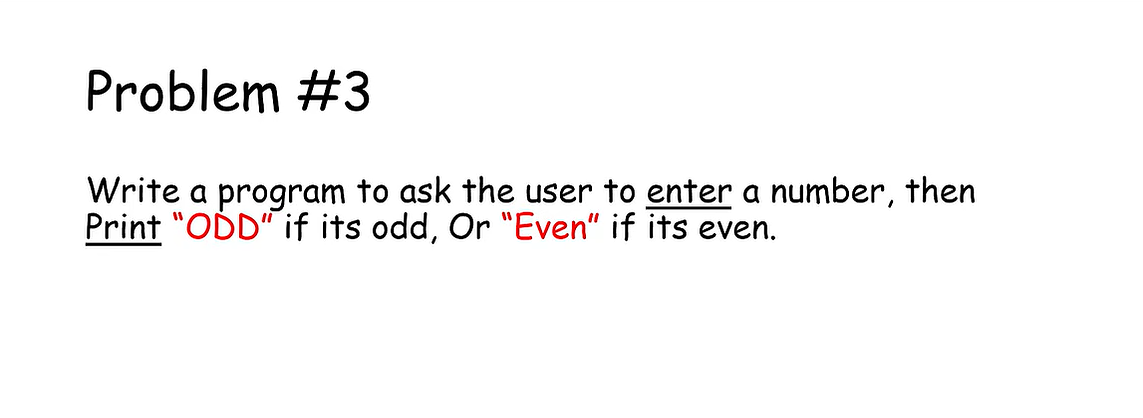 Problem #3
Write a program to ask the user to enter a number, then
Print “ODD” if its odd, Or “Even” if its even.